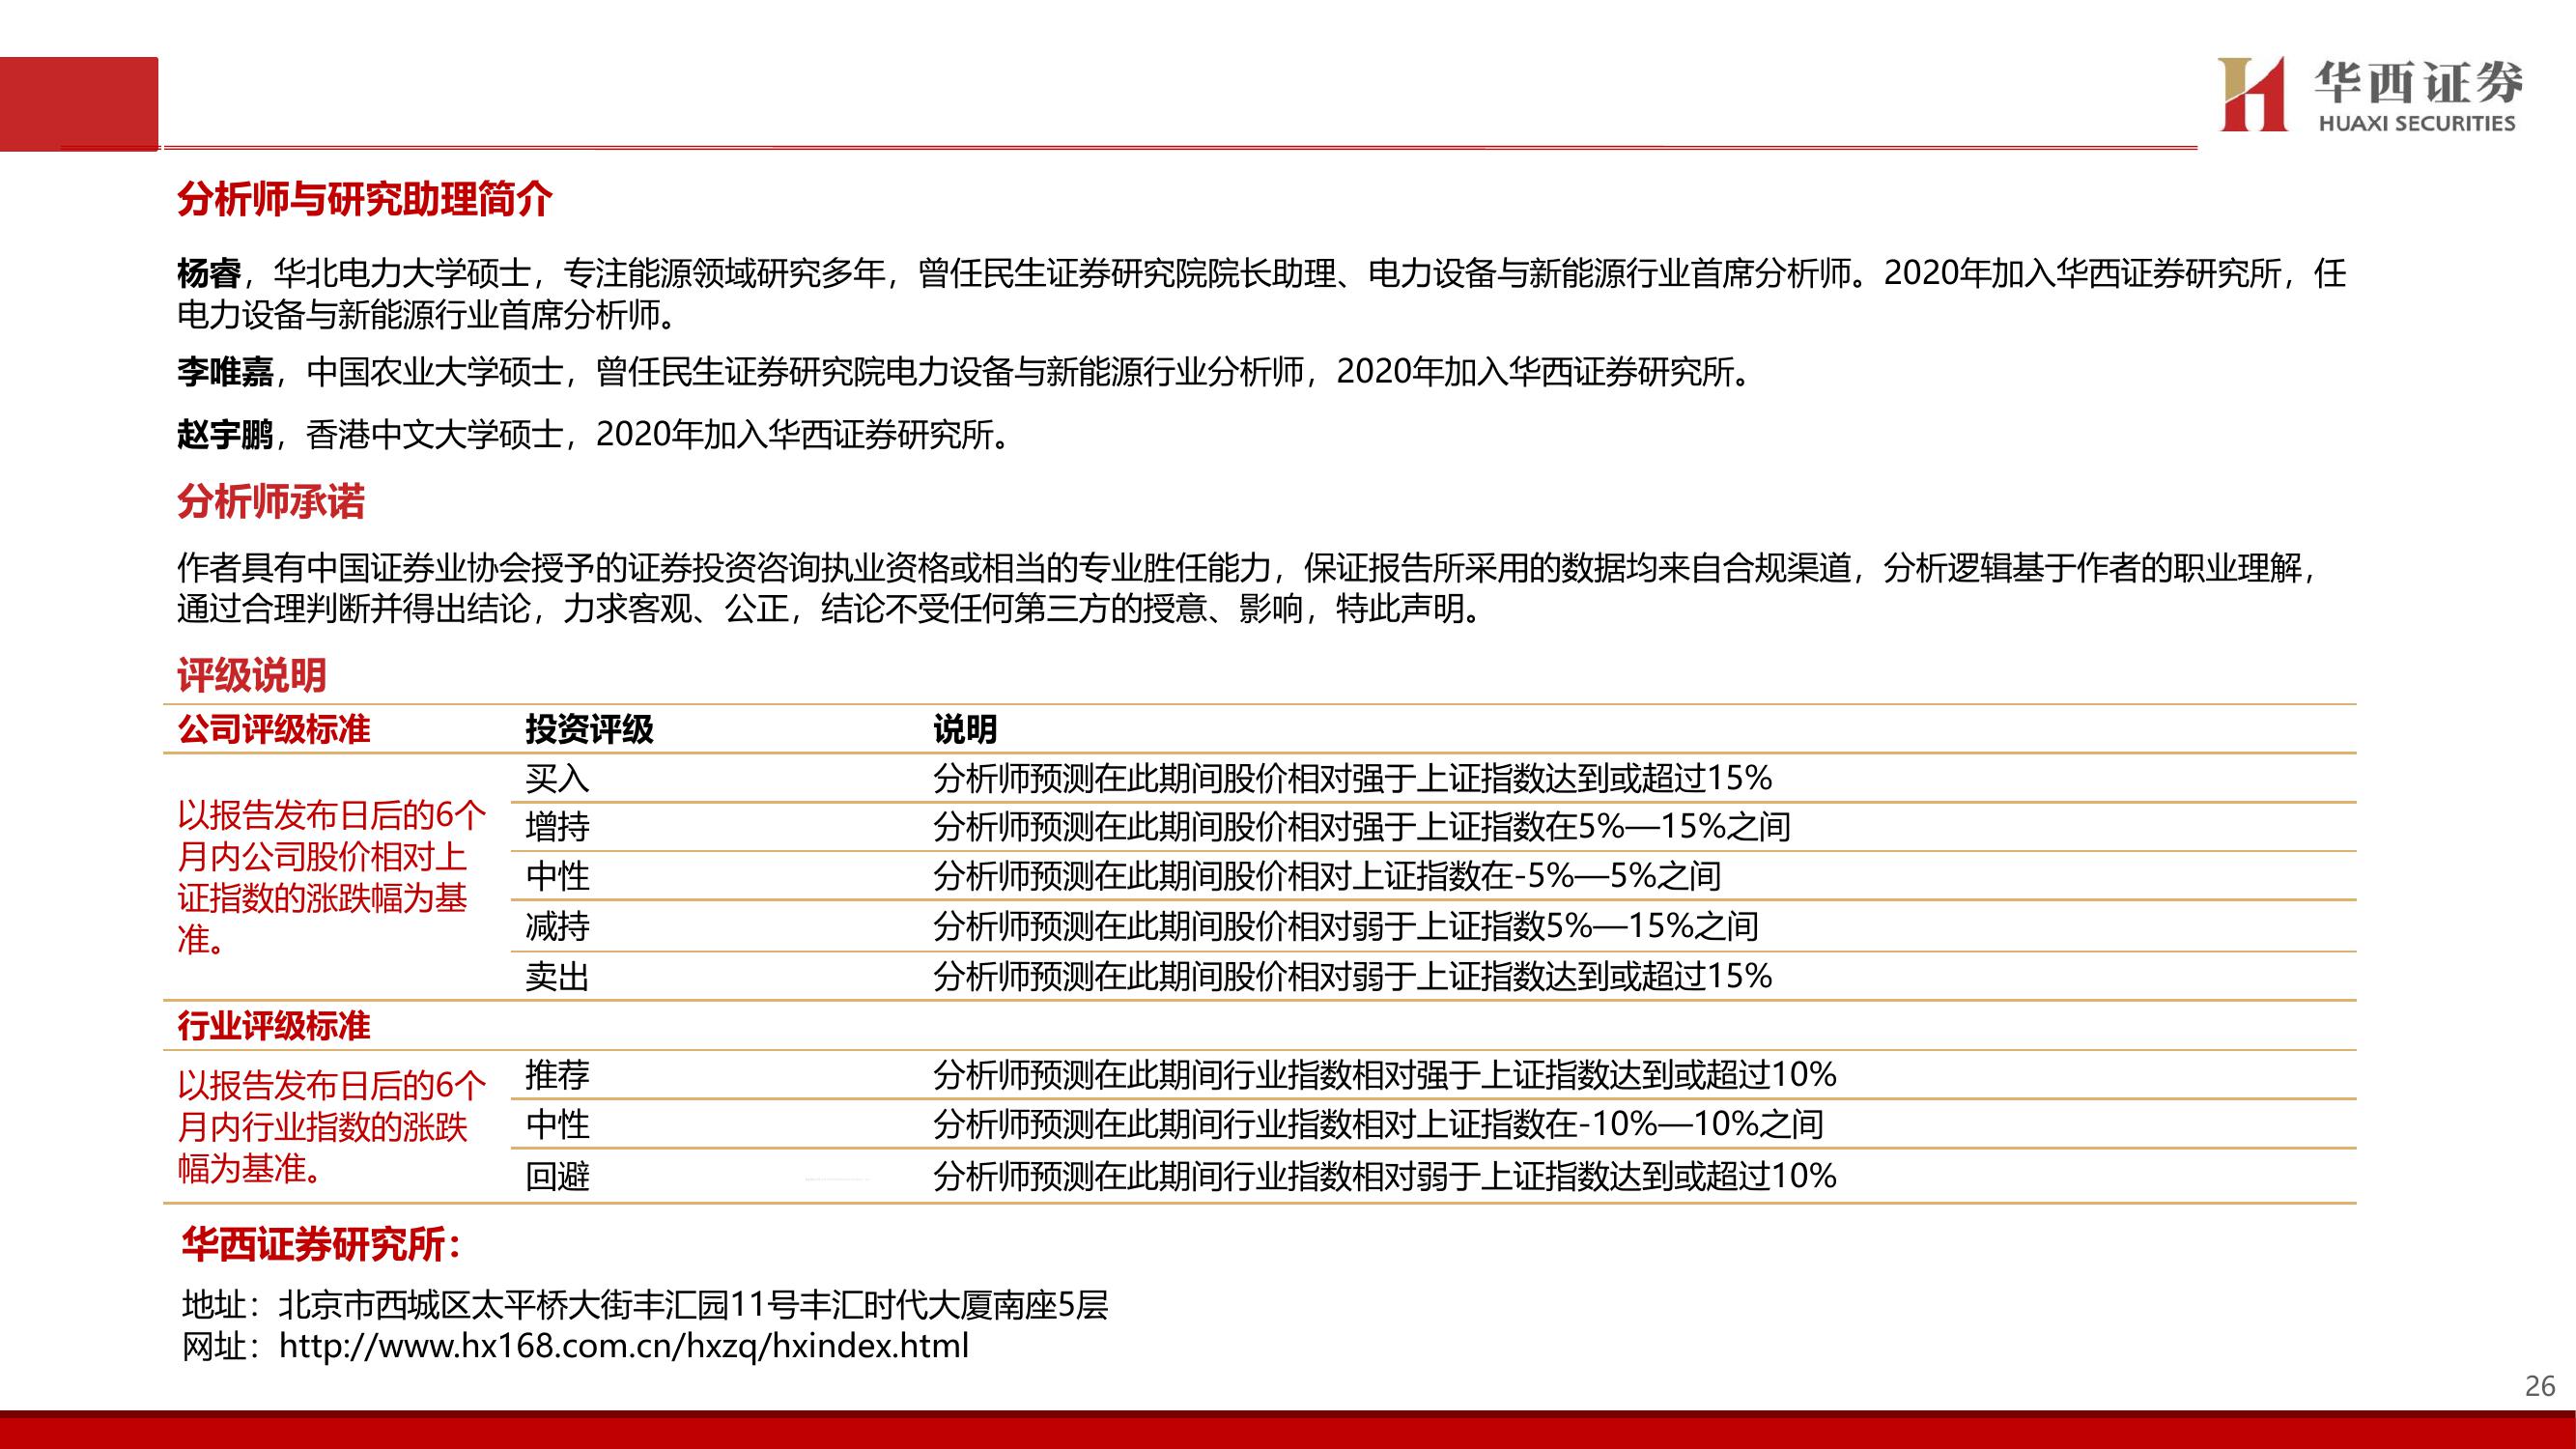 华西证券
HUAXI SECURITIES
分析师与研究助理简介
杨睿，华北电力大学硕士，专注能源领域研究多年，曾任民生证券研究院院长助理、电力设备与新能源行业首席分析师。2020年加入华西证券研究所，任
电力设备与新能源行业首席分析师。
李唯嘉，中国农业大学硕士，曾任民生证券研究院电力设备与新能源行业分析师，2020年加入华西证券研究所。
赵宇鹏，香港中文大学硕士，2020年加入华西证券研究所。
分析师承诺
作者具有中国证券业协会授予的证券投资咨询执业资格或相当的专业胜任能力，保证报告所采用的数据均来自合规渠道，分析逻辑基于作者的职业理解，
通过合理判断并得出结论，力求客观、公正，结论不受任何第三方的授意、影响，特此声明。
评级说明
公司评级标准 投资评级 说明
以报告发布日后的6个
月内公司股价相对上
证指数的涨跌幅为基
准。
买入 分析师预测在此期间股价相对强于上证指数达到或超过15%
增持 分析师预测在此期间股价相对强于上证指数在5%—15%之间
中性 分析师预测在此期间股价相对上证指数在-5%—5%之间
减持 分析师预测在此期间股价相对弱于上证指数5%—15%之间
卖出 分析师预测在此期间股价相对弱于上证指数达到或超过15%
行业评级标准
以报告发布日后的6个
月内行业指数的涨跌
幅为基准。
推荐 分析师预测在此期间行业指数相对强于上证指数达到或超过10%
中性 分析师预测在此期间行业指数相对上证指数在-10%—10%之间
回避 分析师预测在此期间行业指数相对弱于上证指数达到或超过10%
华西证券研究所：
地址：北京市西城区太平桥大街丰汇园11号丰汇时代大厦南座5层
网址：http://www.hx168.com.cn/hxzq/hxindex.html
26